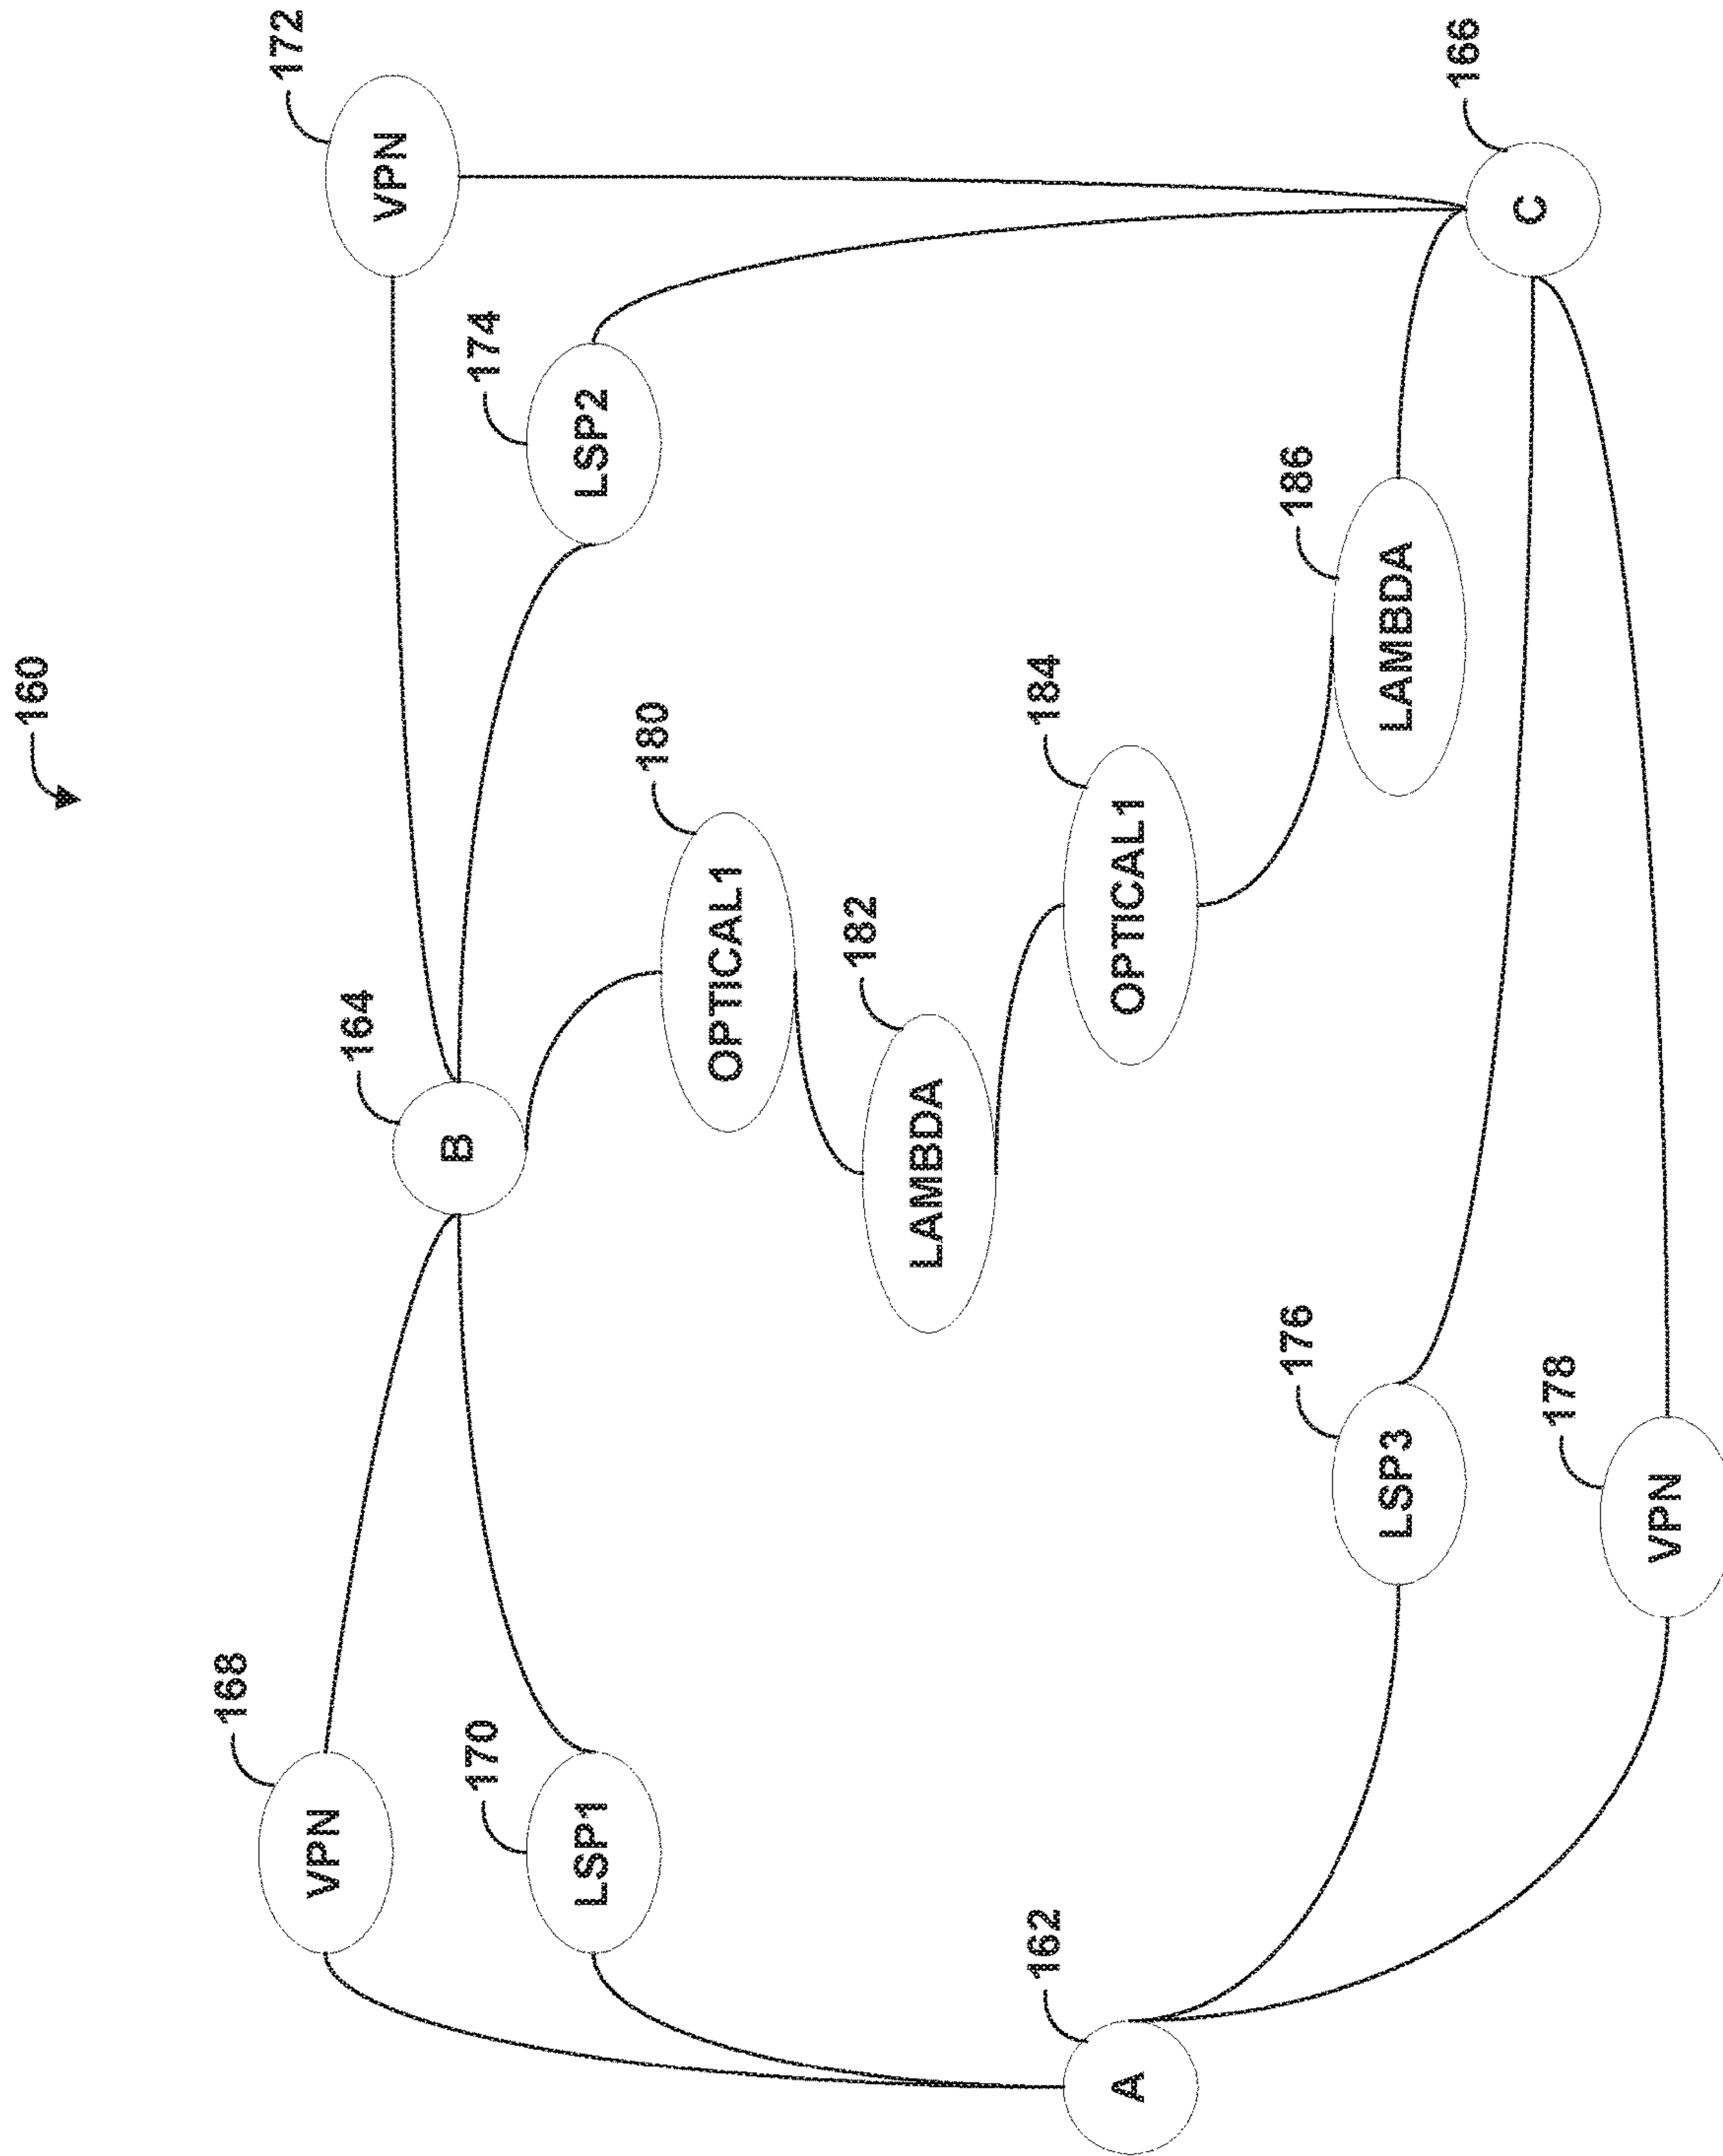 160
172
VPN
168
VPN
164
B
174
LSP2
170
LSP1
180
OPTICAL1
182
LAMBDA
184
OPTICAL1
162
A
186
LAMBDA
176
LSP3
166
C
178
VPN